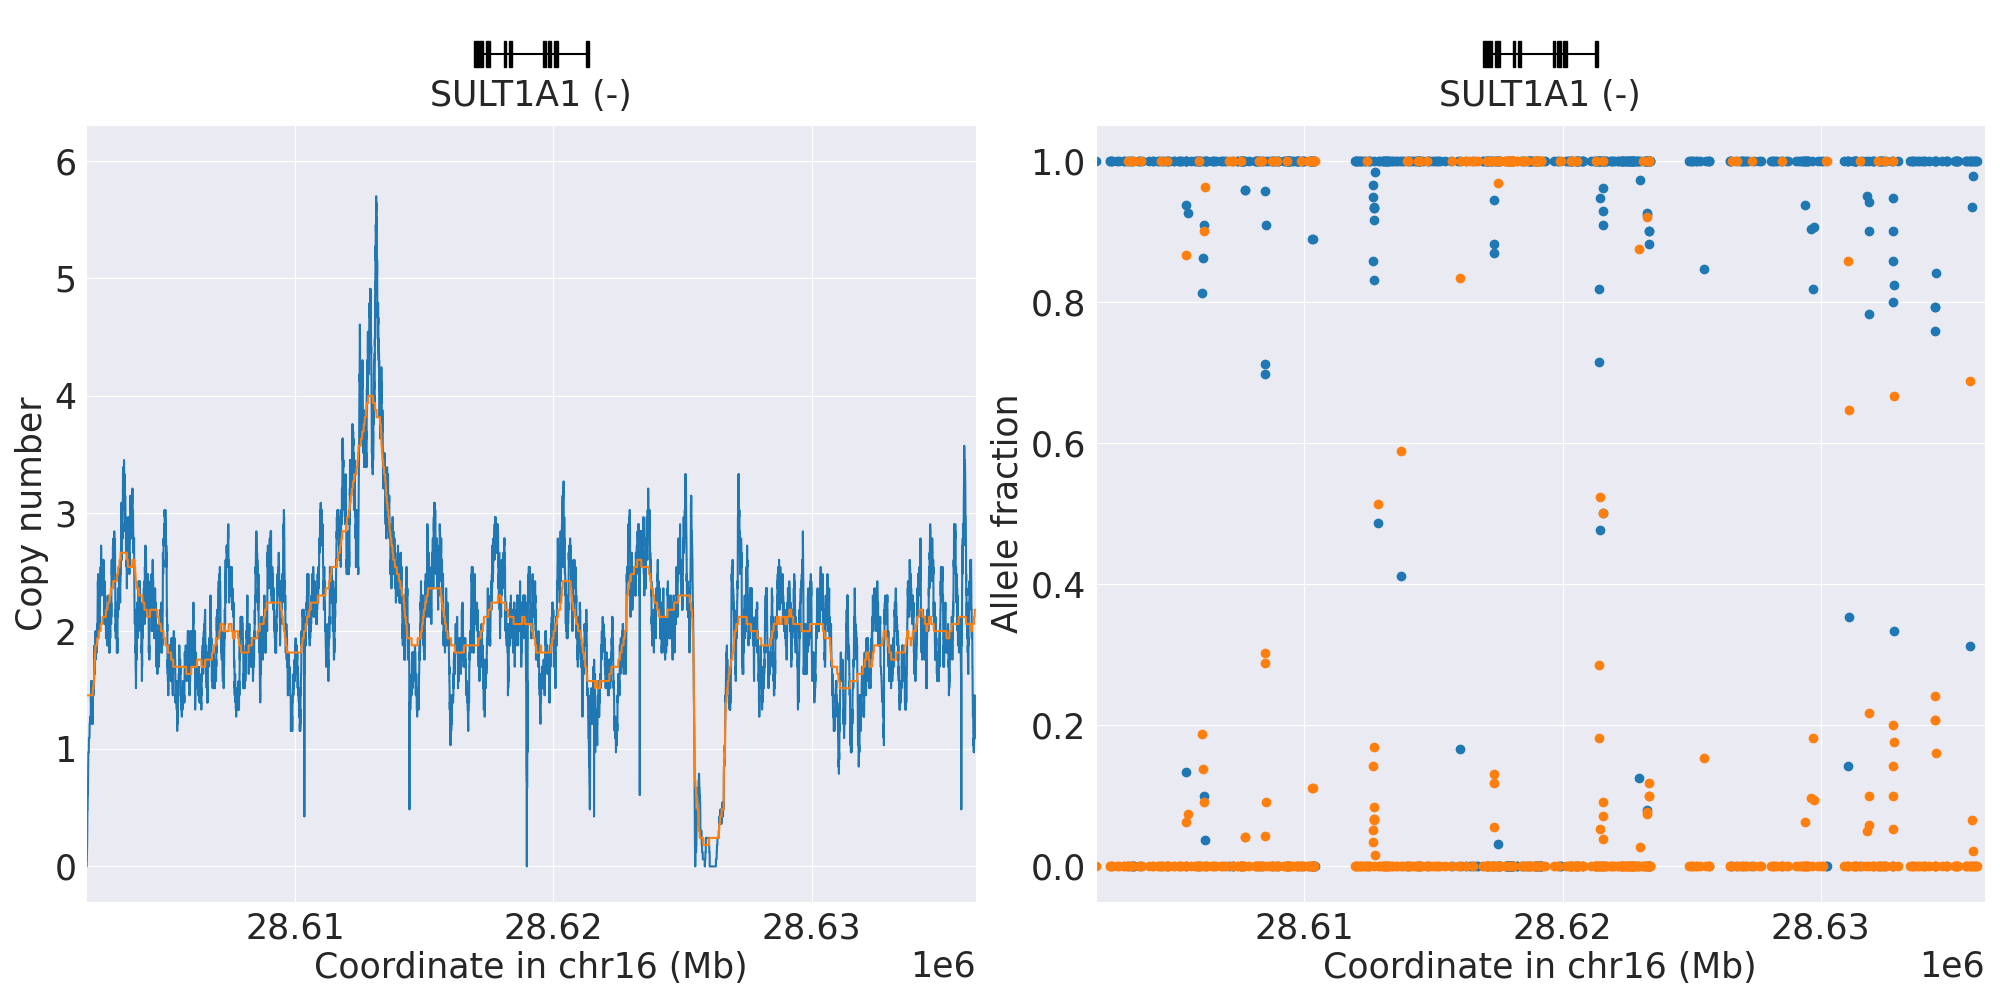 SULT1A1 (-)
Copy number
6
5
4
3
2
1
0
28.61
28.62
28.63
Coordinate in chr16 (Mb)
1e6
SULT1A1 (-)
Allele fraction
1.0
0.8
0.6
0.4
0.2
0.0
28.61
28.62
28.63
Coordinate in chr16 (Mb)
1e6